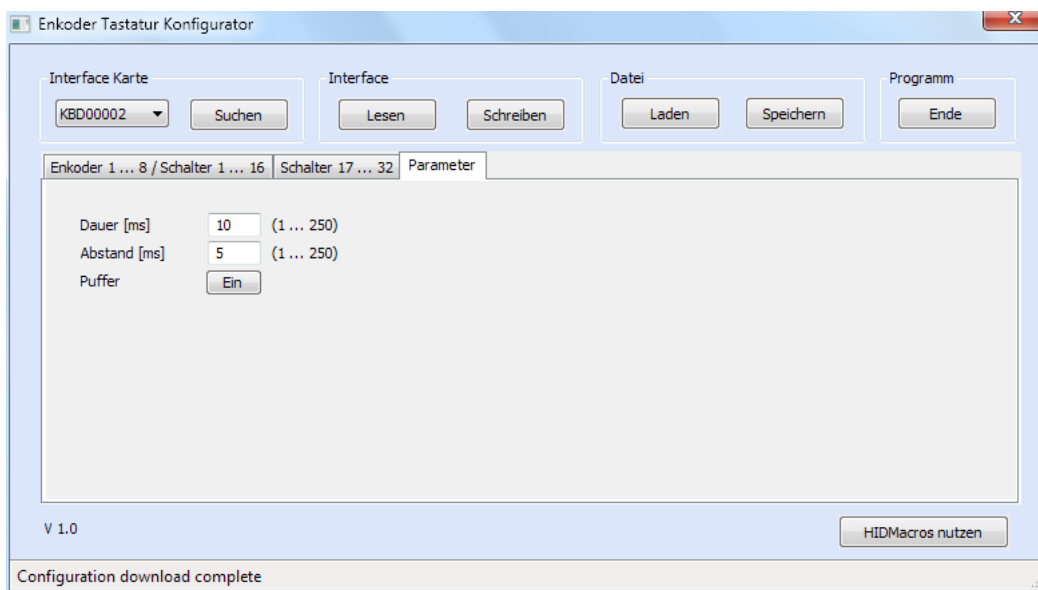 Enkoder Tastatur Konfigurator
X
Interface Karte
Interface
Datei
Programm
KBD00002
Suchen
Lesen
Schreiben
Laden
Speichern
Ende
Enkoder 1 ... 8 / Schalter 1 ... 16
Schalter 17 ... 32
Parameter
Dauer [ms] 10 (1 ... 250)
Abstand [ms] 5 (1 ... 250)
Puffer Ein
V 1.0
HIDMacros nutzen
Configuration download complete